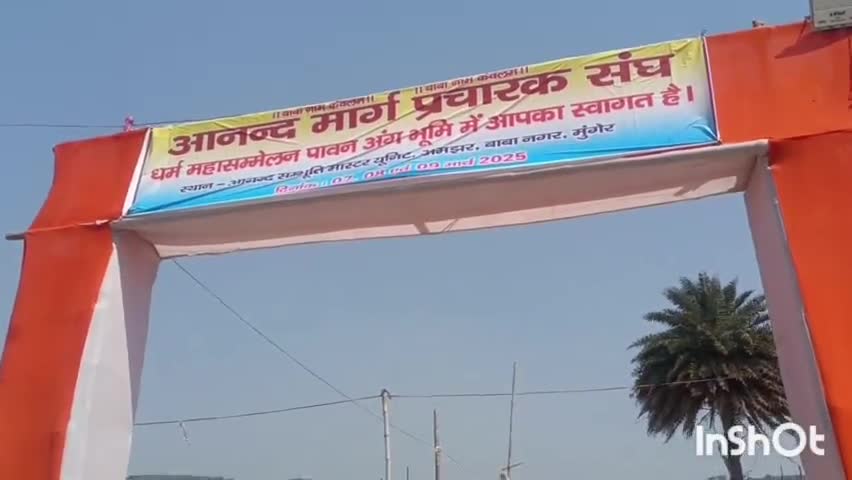 ।। बाबा नाम केवलम।। ।। बाबा नाम केवलम।।
आनन्द मार्ग प्रचारक संघ
धर्म महासम्मेलन पावन अंग भूमि में आपका स्वागत है।
स्थान - आनन्द सम्भूति मास्टर यूनिट, अमझर, बाबा नगर, मुंगेर
दिनांक : 07, 08 एवं 09 मार्च 2025
InShOt